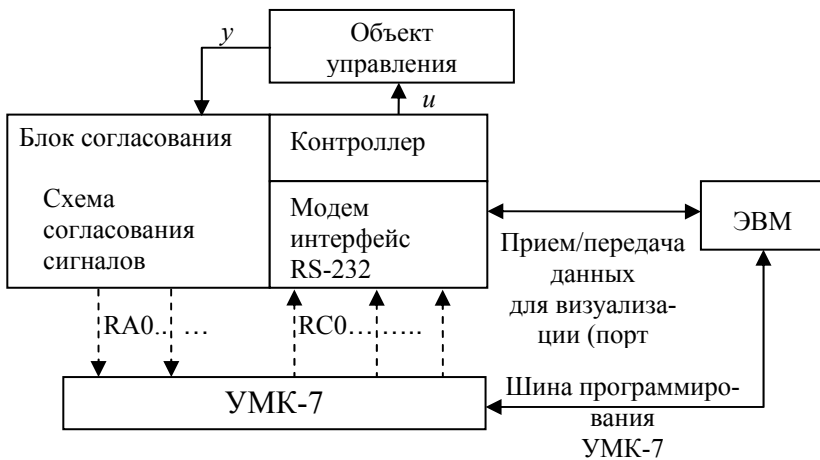 y
Объект
управления
u
Блок согласования
Контроллер
Схема
согласования
сигналов
Модем
интерфейс
RS-232
ЭВМ
Прием/передача
данных
для визуализа-
ции (порт
RA0.. …
RC0……...
УМК-7
Шина программиро-
вания
УМК-7